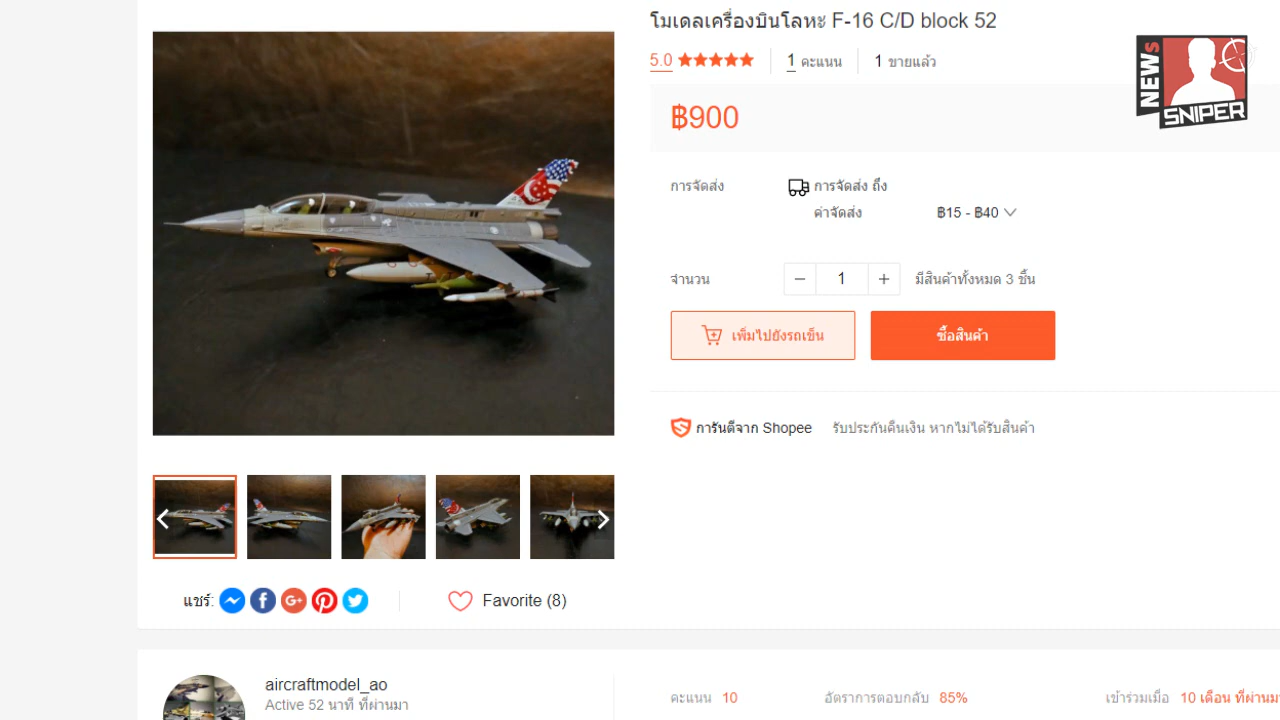 โมเดลเครื่องบินโลหะ F-16 C/D block 52
5.0
1 คะแนน
1 ขายแล้ว
NEWs
SNIPER
฿900
การจัดส่ง
การจัดส่ง ถึง
ค่าจัดส่ง
฿15 - ฿40
จำนวน
1
มีสินค้าทั้งหมด 3 ชิ้น
เพิ่มไปยังรถเข็น
ซื้อสินค้า
การันตีจาก Shopee
รับประกันคืนเงิน หากไม่ได้รับสินค้า
แชร์:
Favorite (8)
aircraftmodel_ao
Active 52 นาที ที่ผ่านมา
คะแนน 10
อัตราการตอบกลับ 85%
เข้าร่วมเมื่อ 10 เดือน ที่ผ่านมา